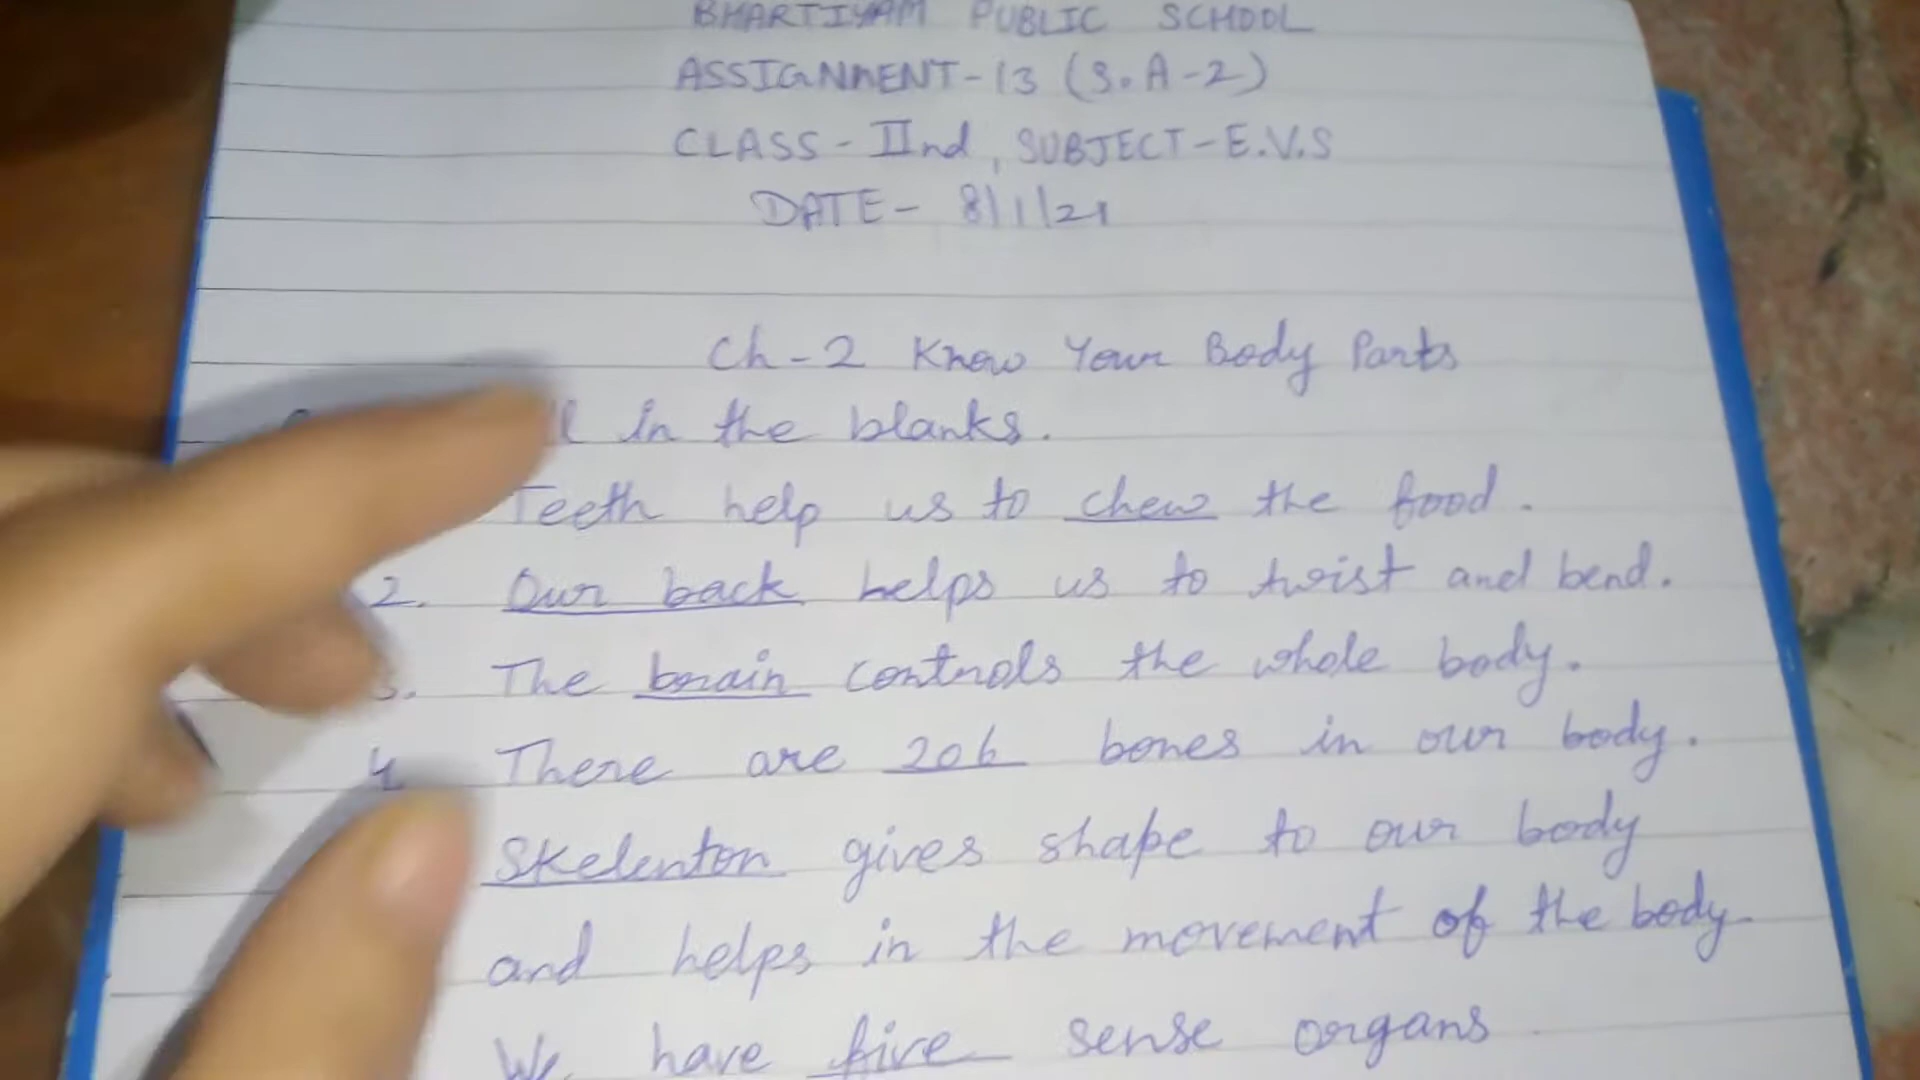 BHARTIYAM PUBLIC SCHOOL
ASSIGNMENT-13 (S.A-2)
CLASS-IInd, SUBJECT-E.V.S
DATE- 8/1/21
Ch-2 Know Your Body Parts
in the blanks.
Teeth help us to chew the food.
2. Our back helps us to twist and bend.
3. The brain controls the whole body.
4. There are 206 bones in our body.
Skelenton gives shape to our body
and helps in the movement of the body.
We have five sense organs